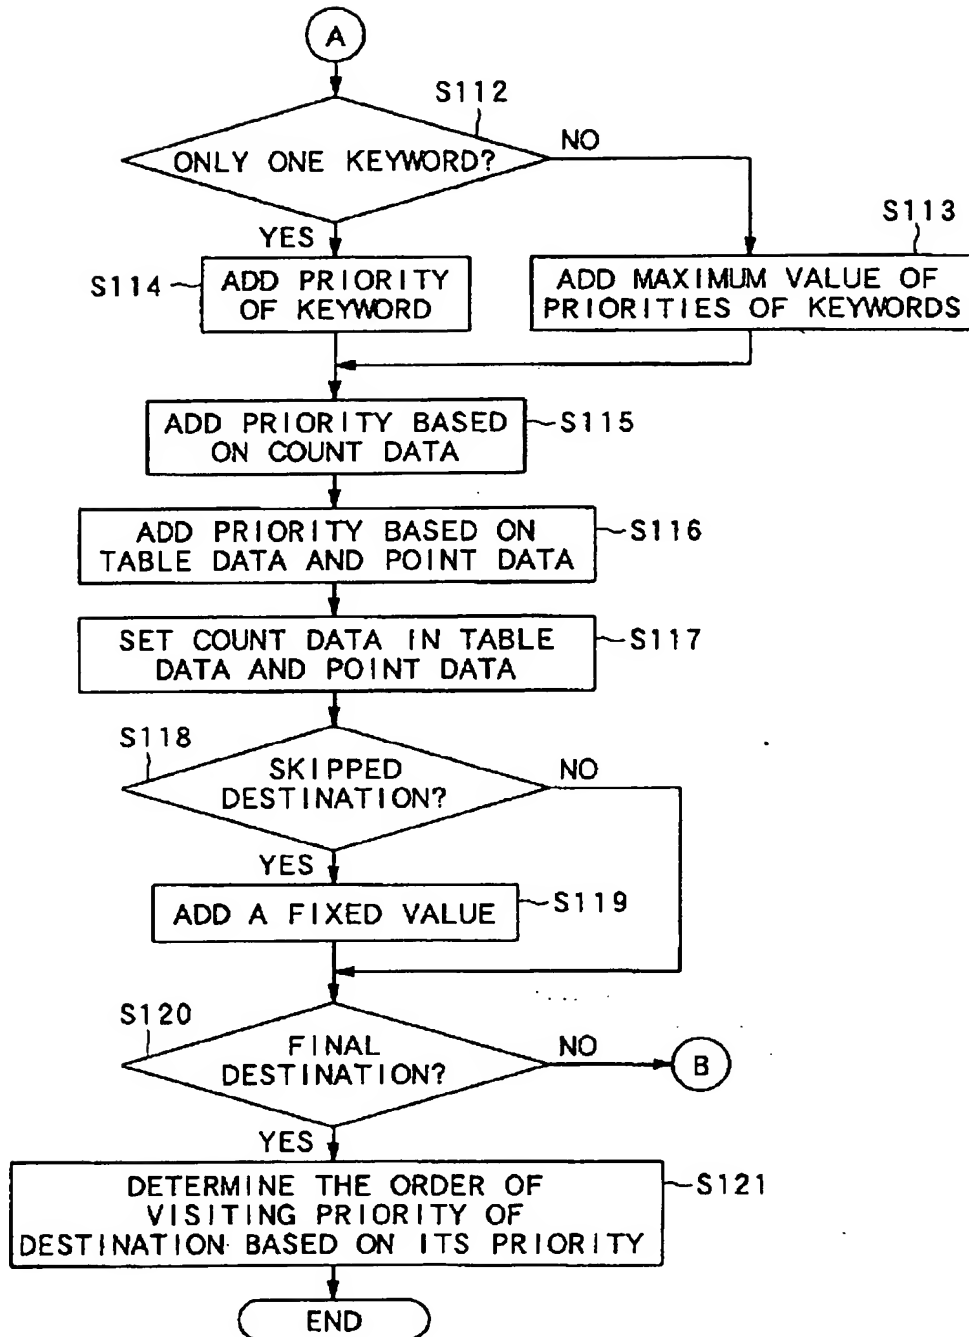 A
S112
ONLY ONE KEYWORD?
NO
YES
S113
S114
ADD PRIORITY
OF KEYWORD
ADD MAXIMUM VALUE OF
PRIORITIES OF KEYWORDS
ADD PRIORITY BASED
ON COUNT DATA
S115
ADD PRIORITY BASED ON
TABLE DATA AND POINT DATA
S116
SET COUNT DATA IN TABLE
DATA AND POINT DATA
S117
S118
SKIPPED
DESTINATION?
NO
YES
ADD A FIXED VALUE
S119
S120
FINAL
DESTINATION?
NO
B
YES
DETERMINE THE ORDER OF
VISITING PRIORITY OF
DESTINATION BASED ON ITS PRIORITY
S121
END